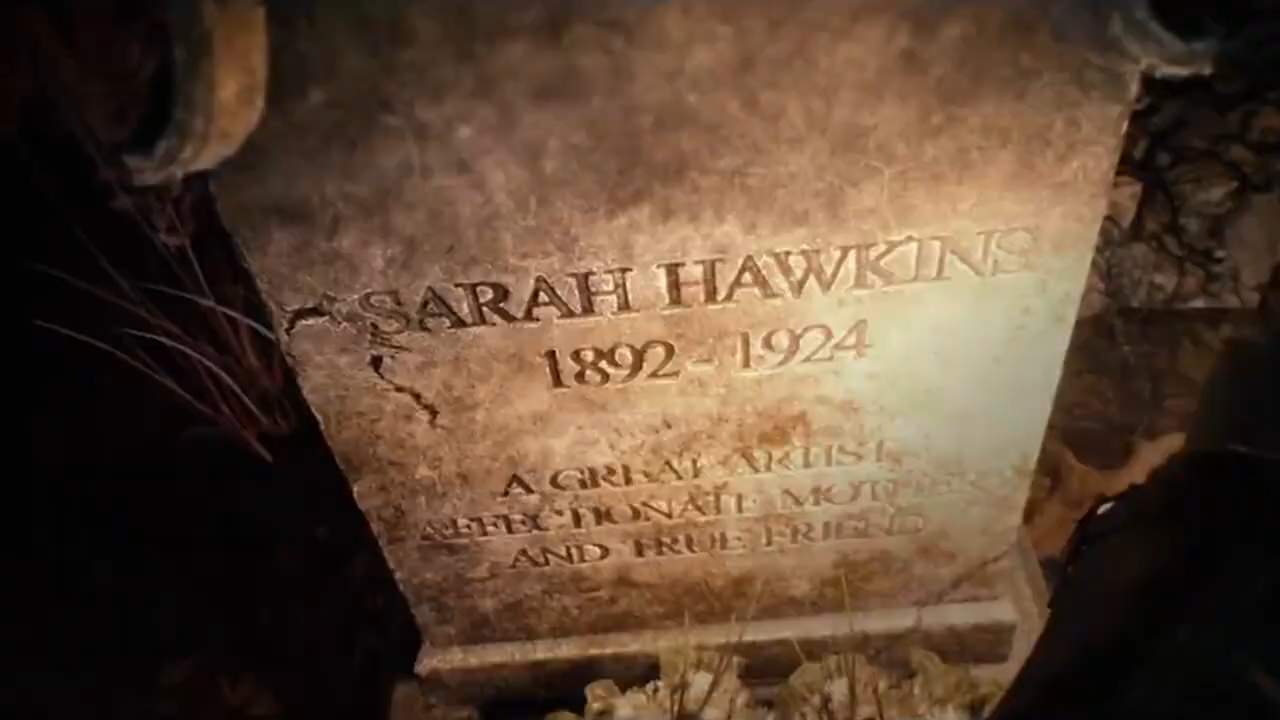 SARAH HAWKINS
1892 - 1924
A GREAT ARTIST
AFFECTIONATE MOTHER
AND TRUE FRIEND